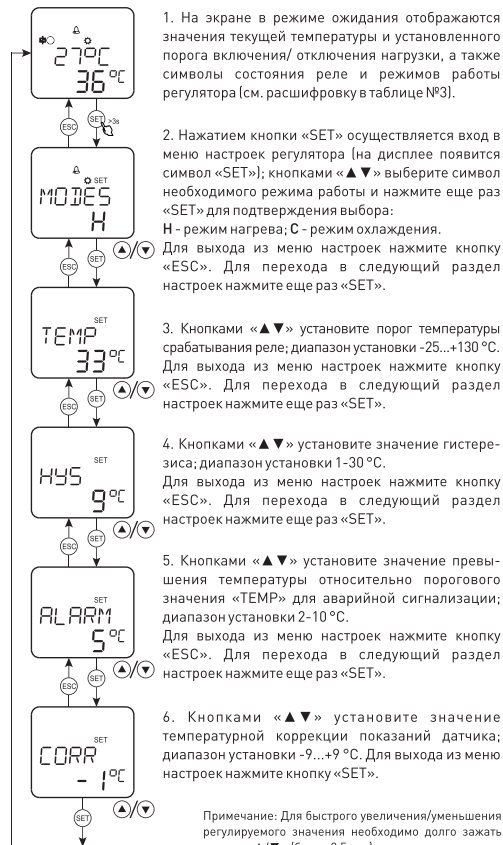 27°C
36°C
ESC
SET
>3s
SET
MODES
H
ESC
SET
SET
TEMP
33°C
ESC
SET
SET
HYS
9°C
ESC
SET
SET
ALARM
5°C
ESC
SET
SET
CORR
-1°C
SET
1. На экране в режиме ожидания отображаются
значения текущей температуры и установленного
порога включения/ отключения нагрузки, а также
символы состояния реле и режимов работы
регулятора (см. расшифровку в таблице №3).
2. Нажатием кнопки «SET» осуществляется вход в
меню настроек регулятора (на дисплее появится
символ «SET»); кнопками «▲▼» выберите символ
необходимого режима работы и нажмите еще раз
«SET» для подтверждения выбора:
H - режим нагрева; C - режим охлаждения.
Для выхода из меню настроек нажмите кнопку
«ESC». Для перехода в следующий раздел
настроек нажмите еще раз «SET».
3. Кнопками «▲▼» установите порог температуры
срабатывания реле; диапазон установки -25...+130 °C.
Для выхода из меню настроек нажмите кнопку
«ESC». Для перехода в следующий раздел
настроек нажмите еще раз «SET».
4. Кнопками «▲▼» установите значение гистере-
зиса; диапазон установки 1-30 °C.
Для выхода из меню настроек нажмите кнопку
«ESC». Для перехода в следующий раздел
настроек нажмите еще раз «SET».
5. Кнопками «▲▼» установите значение превы-
шения температуры относительно порогового
значения «TEMP» для аварийной сигнализации;
диапазон установки 2-10 °C.
Для выхода из меню настроек нажмите кнопку
«ESC». Для перехода в следующий раздел
настроек нажмите еще раз «SET».
6. Кнопками «▲▼» установите значение
температурной коррекции показаний датчика;
диапазон установки -9...+9 °C. Для выхода из меню
настроек нажмите кнопку «SET».
Примечание: Для быстрого увеличения/уменьшения
регулируемого значения необходимо долго зажать